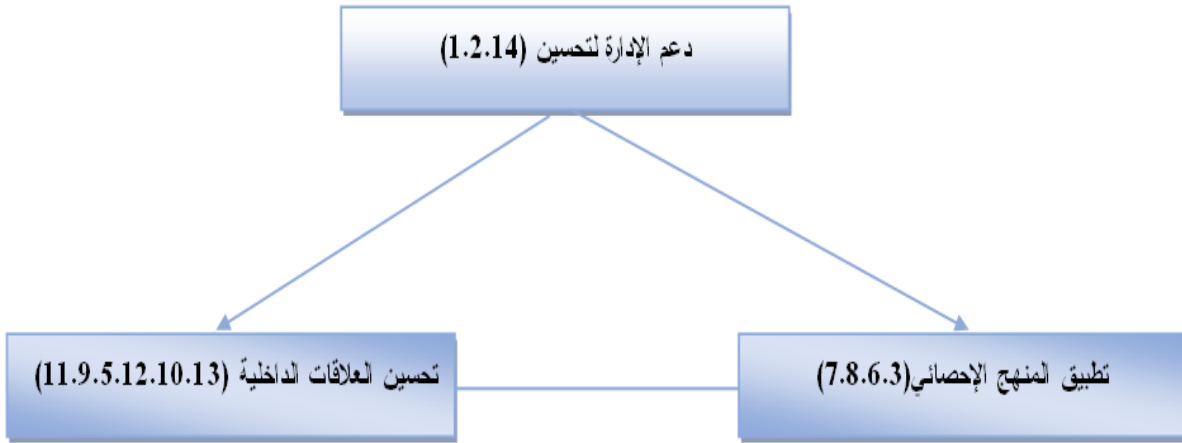 دعم الإدارة لتحسين (1.2.14)
تطبيق المنهج الإحصائي(7.8.6.3)
تحسين العلاقات الداخلية (11.9.5.12.10.13)